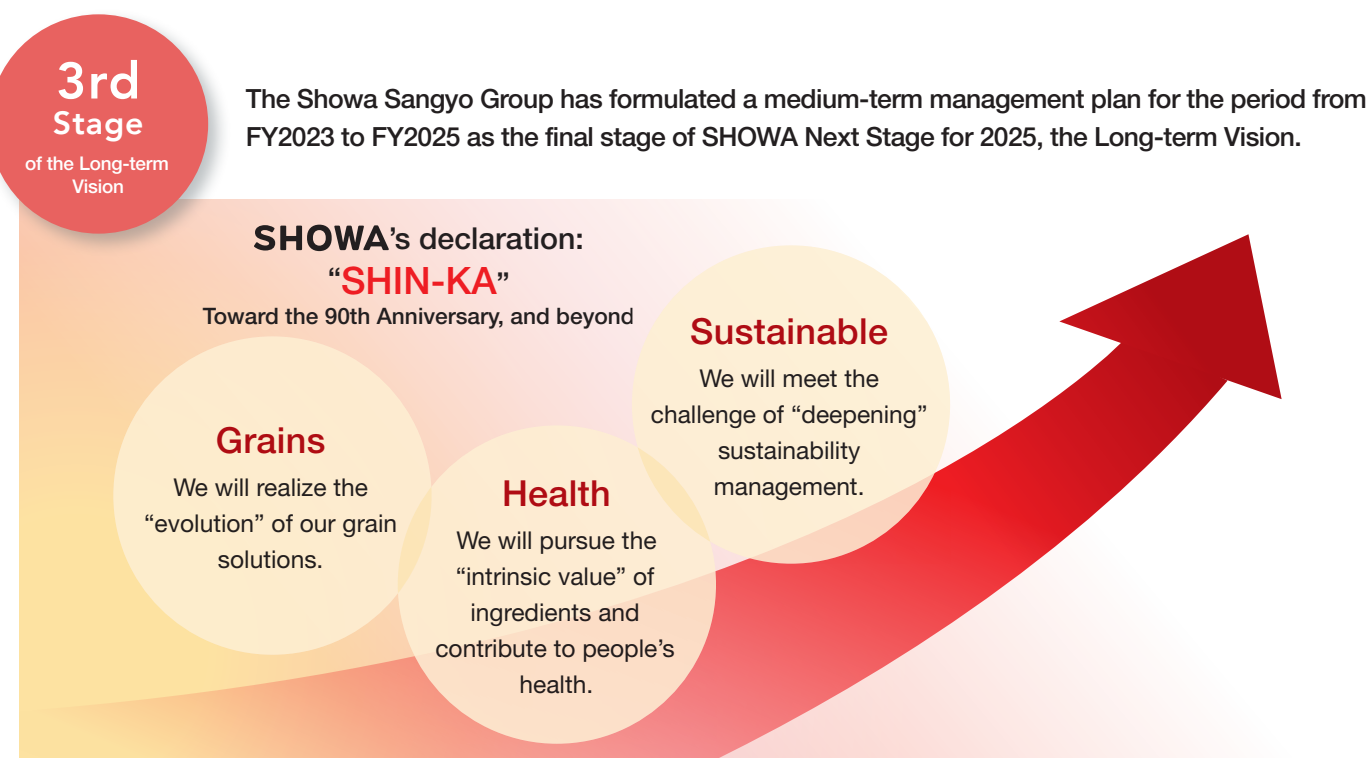 3rd
Stage
of the Long-term
Vision
The Showa Sangyo Group has formulated a medium-term management plan for the period from
FY2023 to FY2025 as the final stage of SHOWA Next Stage for 2025, the Long-term Vision.
SHOWA’s declaration:
“SHIN-KA”
Toward the 90th Anniversary, and beyond
Grains
We will realize the
“evolution” of our grain
solutions.
Health
We will pursue the
“intrinsic value” of
ingredients and
contribute to people’s
health.
Sustainable
We will meet the
challenge of “deepening”
sustainability
management.